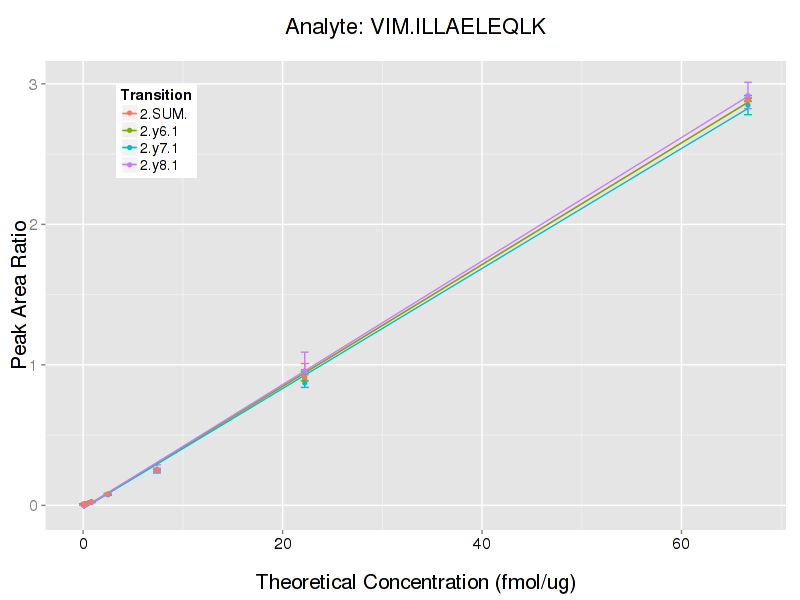 Analyte: VIM.ILLAELEQLK
Transition
2.SUM.
2.y6.1
2.y7.1
2.y8.1
Peak Area Ratio
3
2
1
0
0 20 40 60
Theoretical Concentration (fmol/ug)